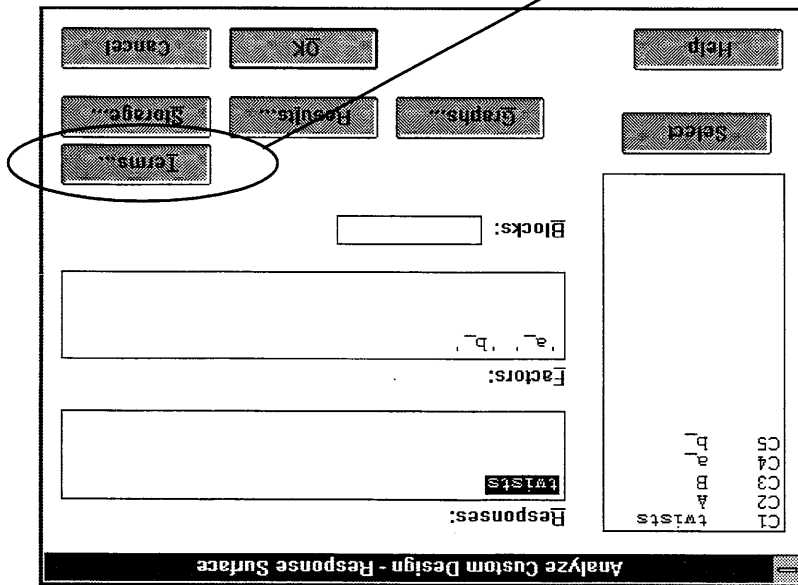 Analyze Custom Design - Response Surface
C1 twists
C2 A
C3 B
C4 a_
C5 b_
Responses:
twists
Factors:
'a_' 'b_'
Blocks:
Terms...
Select
Graphs...
Results...
Storage...
Help
OK
Cancel